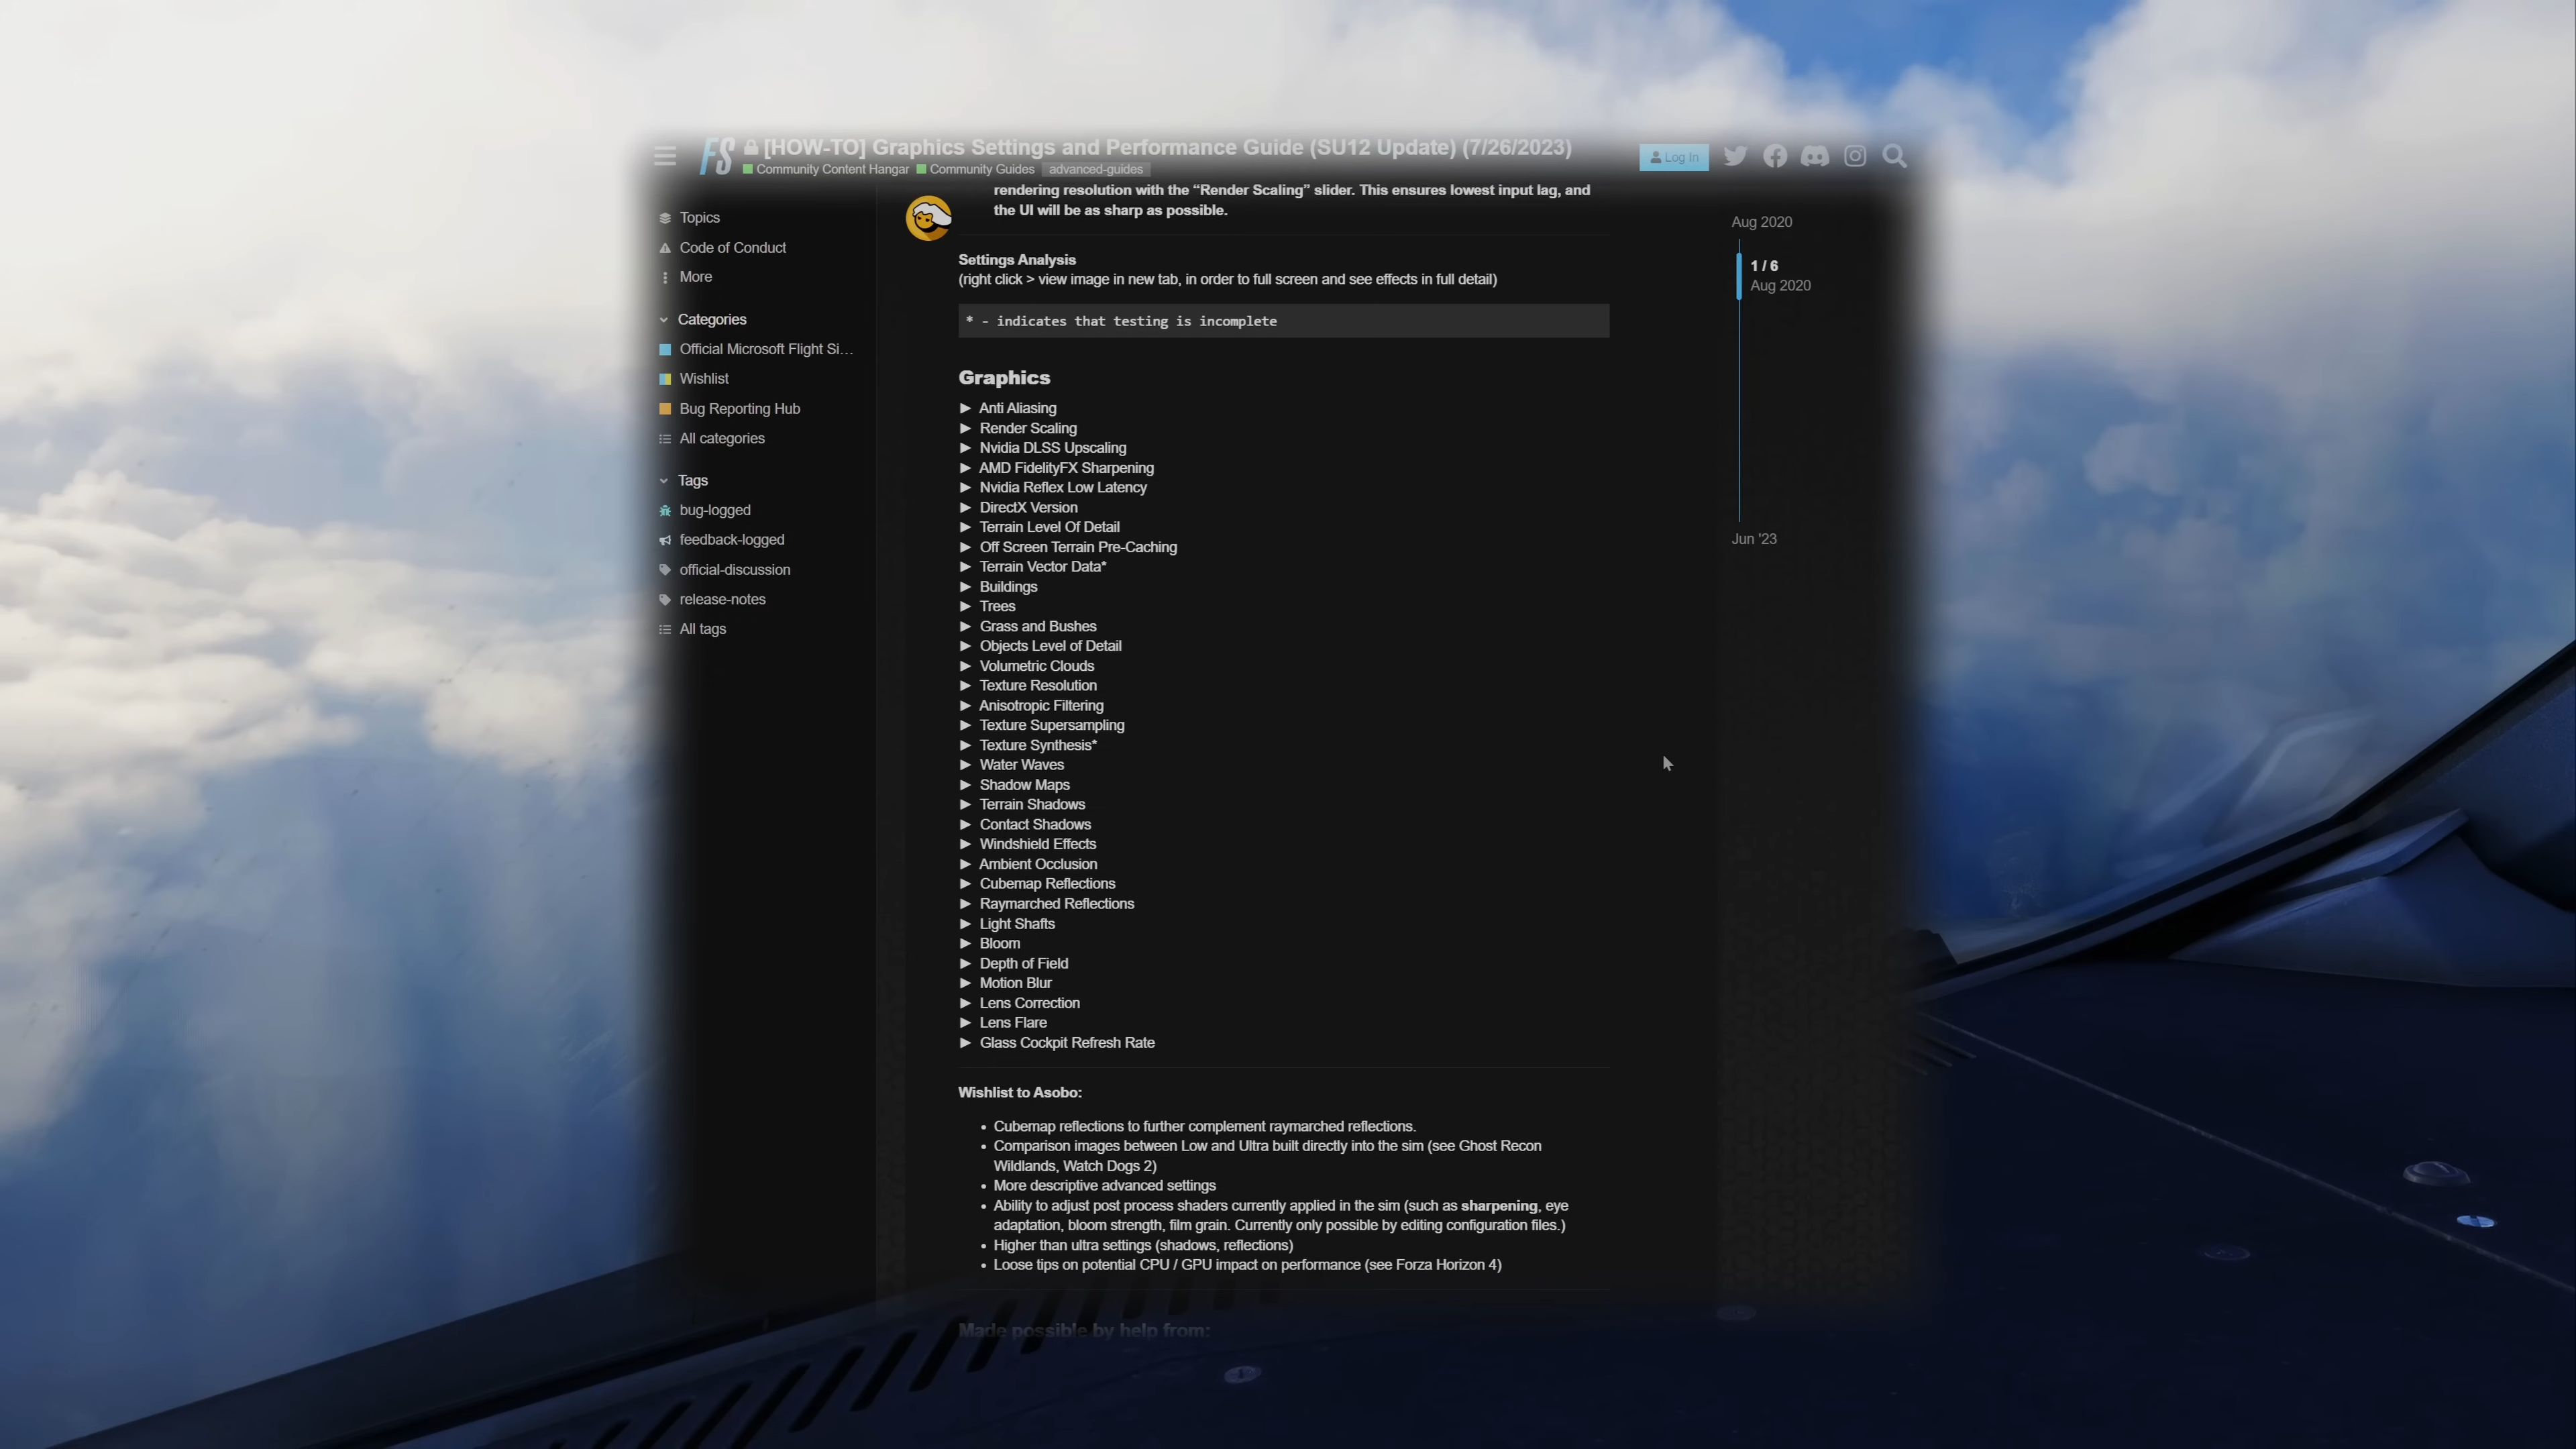 FS
[HOW-TO] Graphics Settings and Performance Guide (SU12 Update) (7/26/2023)
Community Content Hangar Community Guides advanced-guides
Log In
Topics
Code of Conduct
More
Categories
Official Microsoft Flight Si…
Wishlist
Bug Reporting Hub
All categories
Tags
bug-logged
feedback-logged
official-discussion
release-notes
All tags
rendering resolution with the “Render Scaling” slider. This ensures lowest input lag, and
the UI will be as sharp as possible.
Settings Analysis
(right click > view image in new tab, in order to full screen and see effects in full detail)
* - indicates that testing is incomplete
Graphics
Anti Aliasing
Render Scaling
Nvidia DLSS Upscaling
AMD FidelityFX Sharpening
Nvidia Reflex Low Latency
DirectX Version
Terrain Level Of Detail
Off Screen Terrain Pre-Caching
Terrain Vector Data*
Buildings
Trees
Grass and Bushes
Objects Level of Detail
Volumetric Clouds
Texture Resolution
Anisotropic Filtering
Texture Supersampling
Texture Synthesis*
Water Waves
Shadow Maps
Terrain Shadows
Contact Shadows
Windshield Effects
Ambient Occlusion
Cubemap Reflections
Raymarched Reflections
Light Shafts
Bloom
Depth of Field
Motion Blur
Lens Correction
Lens Flare
Glass Cockpit Refresh Rate
Wishlist to Asobo:
• Cubemap reflections to further complement raymarched reflections.
• Comparison images between Low and Ultra built directly into the sim (see Ghost Recon
Wildlands, Watch Dogs 2)
• More descriptive advanced settings
• Ability to adjust post process shaders currently applied in the sim (such as sharpening, eye
adaptation, bloom strength, film grain. Currently only possible by editing configuration files.)
• Higher than ultra settings (shadows, reflections)
• Loose tips on potential CPU / GPU impact on performance (see Forza Horizon 4)
Made possible by help from:
Aug 2020
1 / 6
Aug 2020
Jun '23